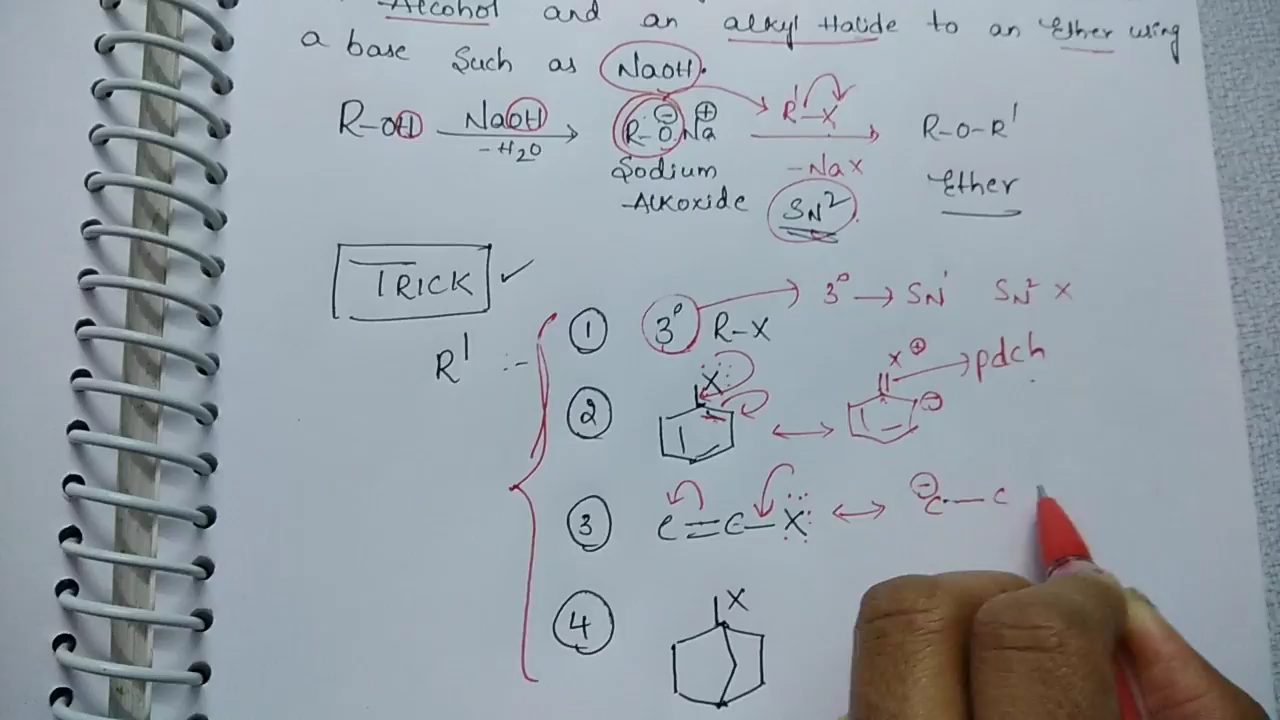 Alcohol and an alkyl Halide to an Ether using
a base Such as NaOH.
R-OH NaOH -H2O R-O⊖ Na⊕ R'-X -NaX R-O-R'
Sodium Alkoxide SN2 Ether
TRICK ✓
R' :- ① 3° R-X 3° → SN1 SN2 X
② X ↔ X⊕ → pdch
③ C=C-X ↔ ⊖C-C
④ X